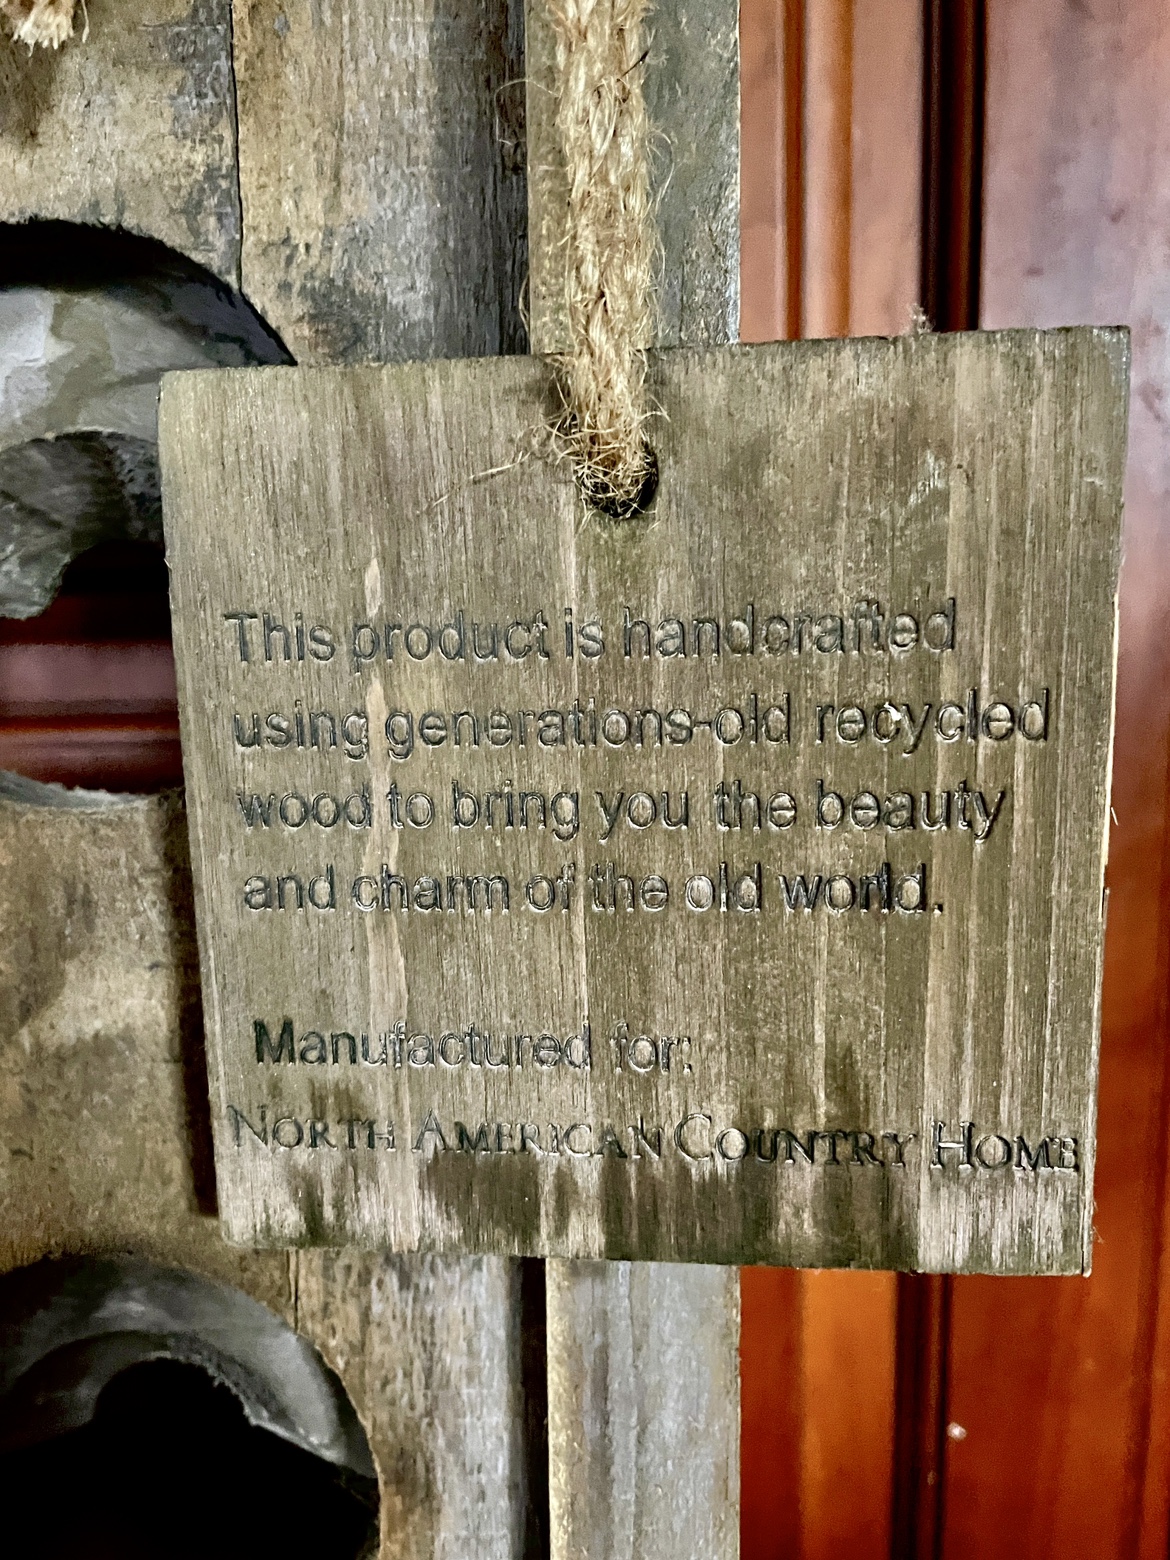 This product is handcrafted
using generations-old recycled
wood to bring you the beauty
and charm of the old world.
Manufactured for:
NORTH AMERICAN COUNTRY HOME